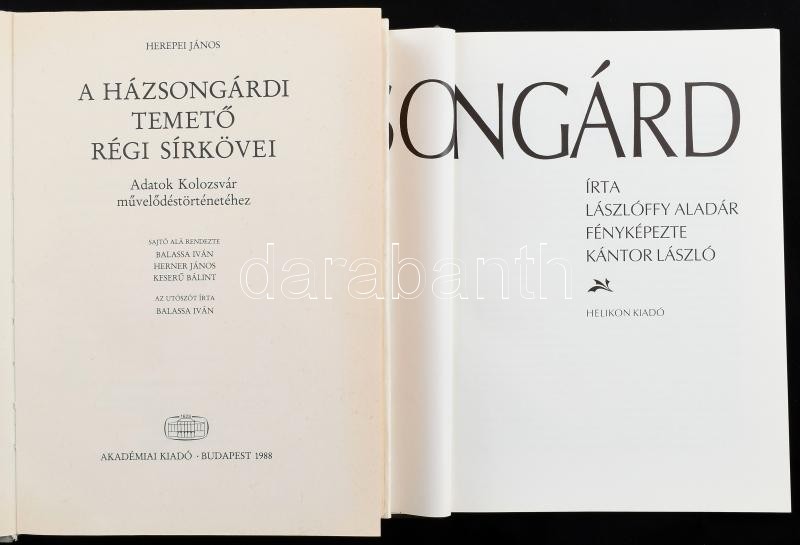 HEREPEI JÁNOS
A HÁZSONGÁRDI
TEMETŐ
RÉGI SÍRKÖVEI
Adatok Kolozsvár
művelődéstörténetéhez
SAJTÓ ALÁ RENDEZTE
BALASSA IVÁN
HERNER JÁNOS
KESERŰ BÁLINT
AZ UTÓSZÓT ÍRTA
BALASSA IVÁN
1828
AKADÉMIAI KIADÓ · BUDAPEST 1988
SONGÁRD
ÍRTA
LÁSZLÓFFY ALADÁR
FÉNYKÉPEZTE
KÁNTOR LÁSZLÓ
HELIKON KIADÓ
darabanth